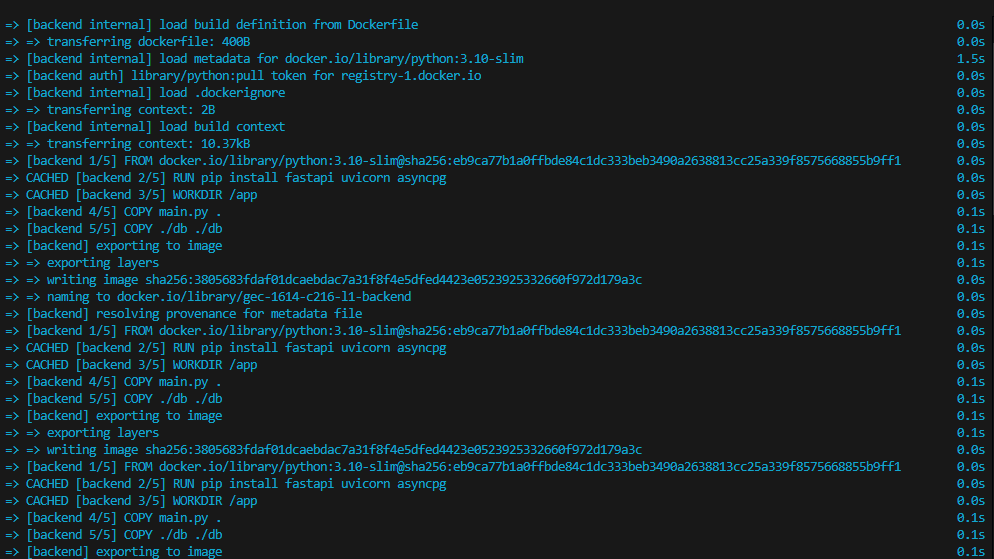 => [backend internal] load build definition from Dockerfile 0.0s
=> => transferring dockerfile: 400B 0.0s
=> [backend internal] load metadata for docker.io/library/python:3.10-slim 1.5s
=> [backend auth] library/python:pull token for registry-1.docker.io 0.0s
=> [backend internal] load .dockerignore 0.0s
=> => transferring context: 2B 0.0s
=> [backend internal] load build context 0.0s
=> => transferring context: 10.37kB 0.0s
=> [backend 1/5] FROM docker.io/library/python:3.10-slim@sha256:eb9ca77b1a0ffbde84c1dc333beb3490a2638813cc25a339f8575668855b9ff1 0.0s
=> CACHED [backend 2/5] RUN pip install fastapi uvicorn asyncpg 0.0s
=> CACHED [backend 3/5] WORKDIR /app 0.0s
=> [backend 4/5] COPY main.py . 0.1s
=> [backend 5/5] COPY ./db ./db 0.1s
=> [backend] exporting to image 0.1s
=> => exporting layers 0.1s
=> => writing image sha256:3805683fdaf01dcaebdac7a31f8f4e5dfed4423e0523925332660f972d179a3c 0.0s
=> => naming to docker.io/library/gec-1614-c216-l1-backend 0.0s
=> [backend] resolving provenance for metadata file 0.0s
=> [backend 1/5] FROM docker.io/library/python:3.10-slim@sha256:eb9ca77b1a0ffbde84c1dc333beb3490a2638813cc25a339f8575668855b9ff1 0.0s
=> CACHED [backend 2/5] RUN pip install fastapi uvicorn asyncpg 0.0s
=> CACHED [backend 3/5] WORKDIR /app 0.0s
=> [backend 4/5] COPY main.py . 0.1s
=> [backend 5/5] COPY ./db ./db 0.1s
=> [backend] exporting to image 0.1s
=> => exporting layers 0.1s
=> => writing image sha256:3805683fdaf01dcaebdac7a31f8f4e5dfed4423e0523925332660f972d179a3c 0.0s
=> [backend 1/5] FROM docker.io/library/python:3.10-slim@sha256:eb9ca77b1a0ffbde84c1dc333beb3490a2638813cc25a339f8575668855b9ff1 0.0s
=> CACHED [backend 2/5] RUN pip install fastapi uvicorn asyncpg 0.0s
=> CACHED [backend 3/5] WORKDIR /app 0.0s
=> [backend 4/5] COPY main.py . 0.1s
=> [backend 5/5] COPY ./db ./db 0.1s
=> [backend] exporting to image 0.1s